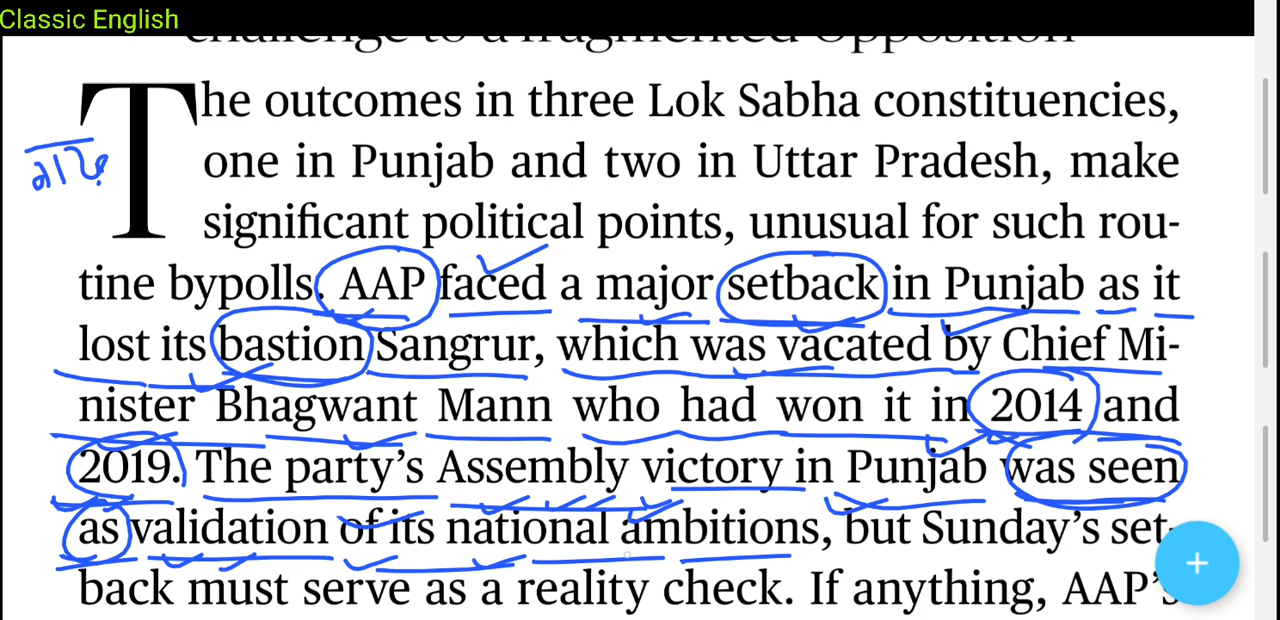 Classic English
challenge to a fragmented Opposition
The outcomes in three Lok Sabha constituencies,
one in Punjab and two in Uttar Pradesh, make
significant political points, unusual for such rou-
tine bypolls. AAP faced a major setback in Punjab as it
lost its bastion Sangrur, which was vacated by Chief Mi-
nister Bhagwant Mann who had won it in 2014 and
2019. The party’s Assembly victory in Punjab was seen
as validation of its national ambitions, but Sunday’s set-
back must serve as a reality check. If anything, AAP’s